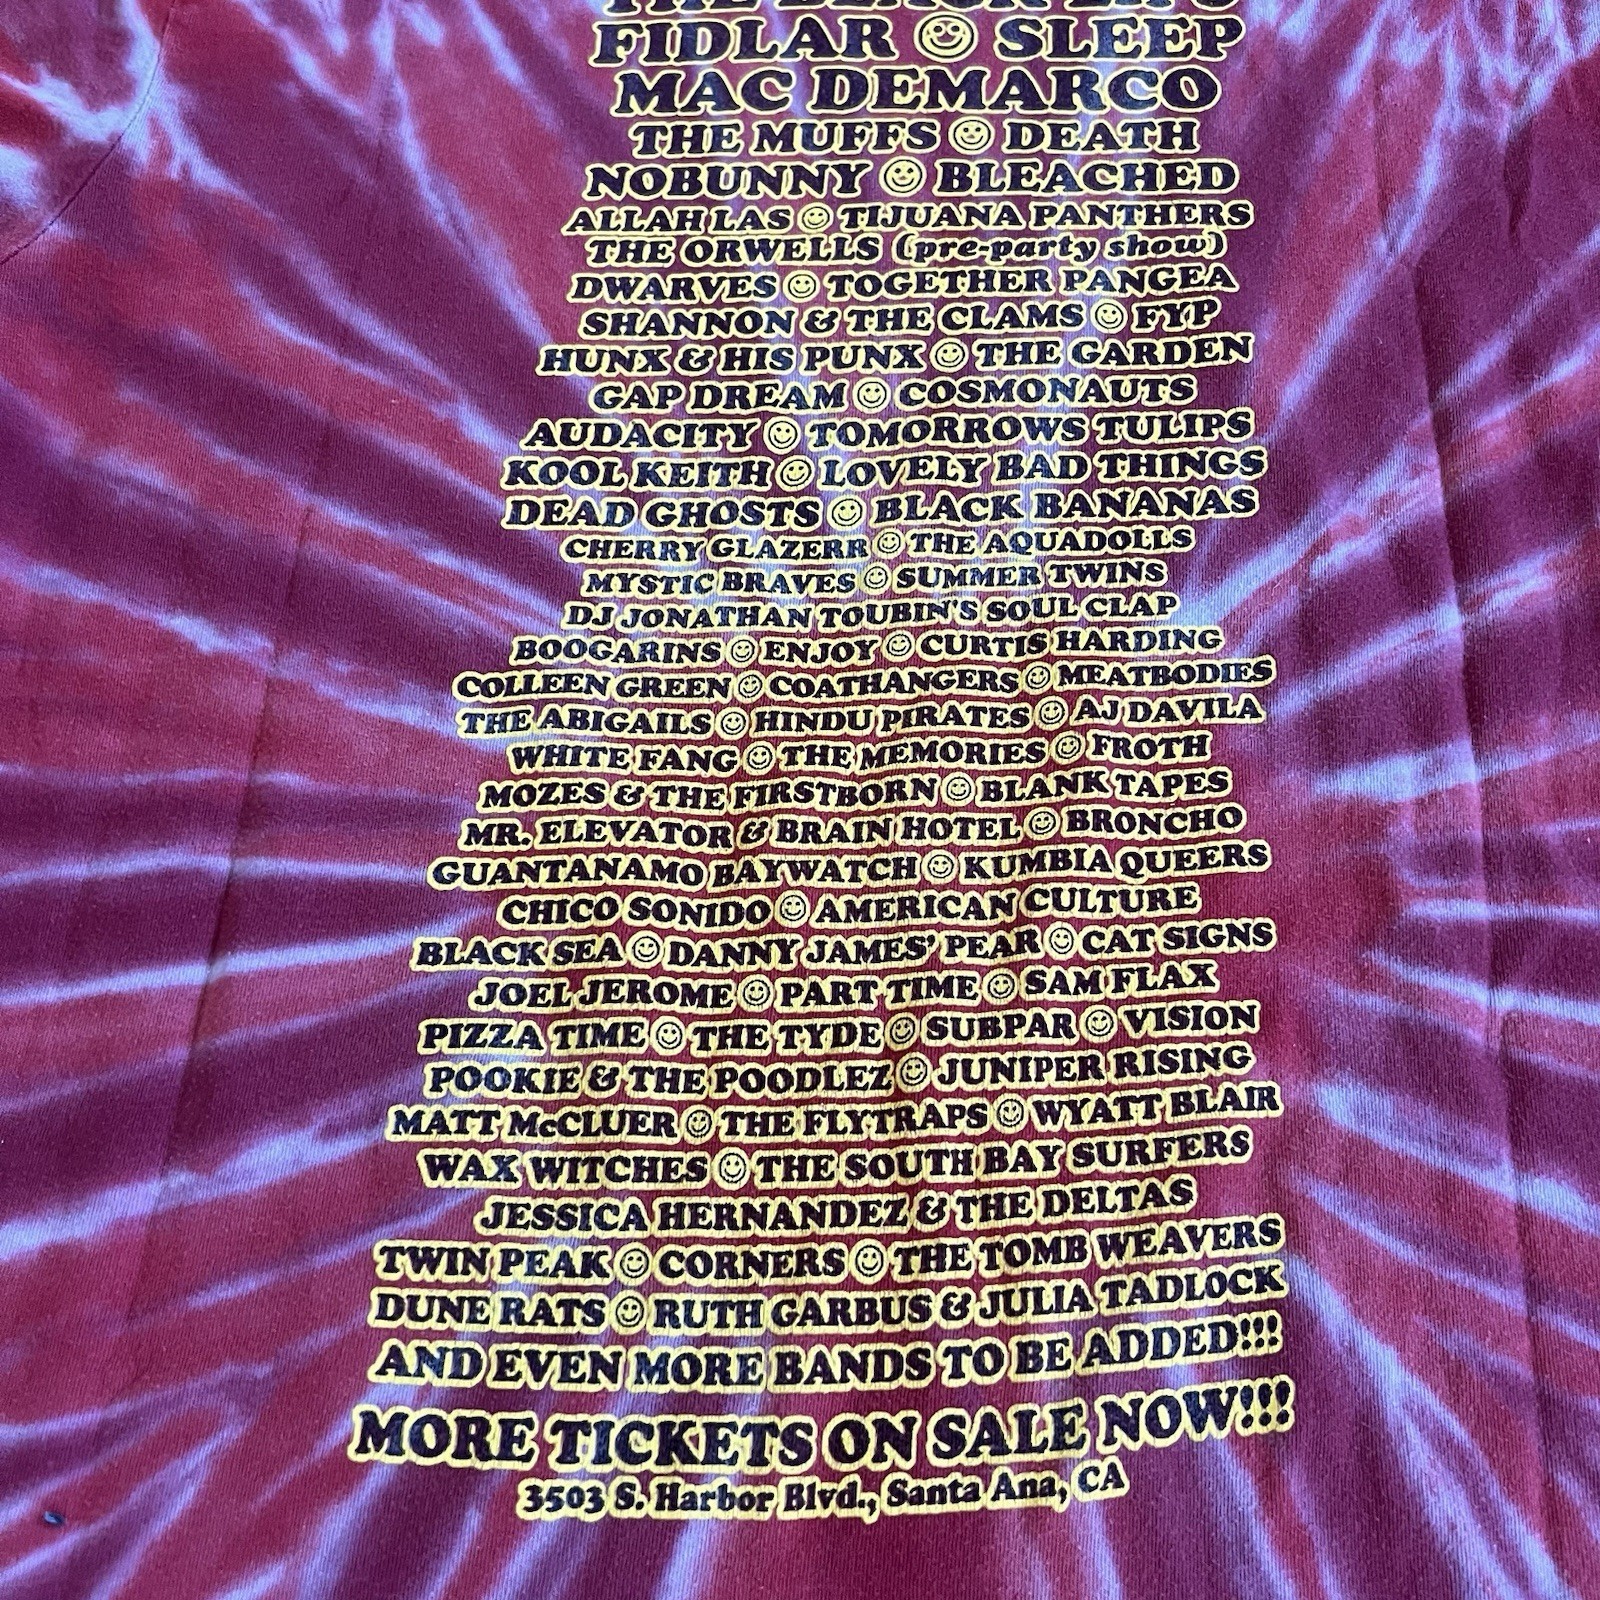 THE BLACK LIPS
FIDLAR SLEEP
MAC DEMARCO
THE MUFFS DEATH
NOBUNNY BLEACHED
ALLAH LAS TIJUANA PANTHERS
THE ORWELLS (pre-party show)
DWARVES TOGETHER PANGEA
SHANNON & THE CLAMS FYP
HUNX & HIS PUNX THE GARDEN
GAP DREAM COSMONAUTS
AUDACITY TOMORROWS TULIPS
KOOL KEITH LOVELY BAD THINGS
DEAD GHOSTS BLACK BANANAS
CHERRY GLAZERR THE AQUADOLLS
MYSTIC BRAVES SUMMER TWINS
DJ JONATHAN TOUBIN'S SOUL CLAP
BOOGARINS ENJOY CURTIS HARDING
COLLEEN GREEN COATHANGERS MEATBODIES
THE ABIGAILS HINDU PIRATES AJ DAVILA
WHITE FANG THE MEMORIES FROTH
MOZES & THE FIRSTBORN BLANK TAPES
MR. ELEVATOR & BRAIN HOTEL BRONCHO
GUANTANAMO BAYWATCH KUMBIA QUEERS
CHICO SONIDO AMERICAN CULTURE
BLACK SEA DANNY JAMES' PEAR CAT SIGNS
JOEL JEROME PART TIME SAM FLAX
PIZZA TIME THE TYDE SUBPAR VISION
POOKIE & THE POODLEZ JUNIPER RISING
MATT McCLUER THE FLYTRAPS WYATT BLAIR
WAX WITCHES THE SOUTH BAY SURFERS
JESSICA HERNANDEZ & THE DELTAS
TWIN PEAK CORNERS THE TOMB WEAVERS
DUNE RATS RUTH GARBUS & JULIA TADLOCK
AND EVEN MORE BANDS TO BE ADDED!!!
MORE TICKETS ON SALE NOW!!!
3503 S. Harbor Blvd., Santa Ana, CA